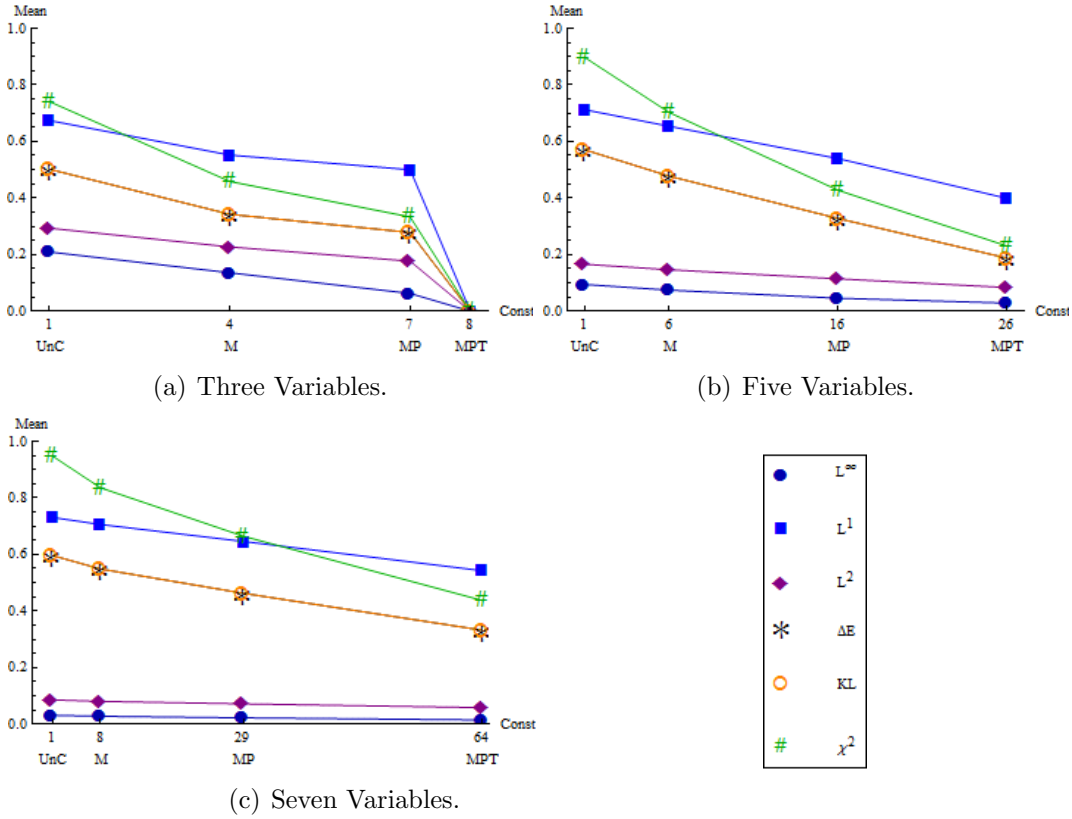 Mean
1.0
0.8
0.6
0.4
0.2
0.0
1 4 7 8 Const
UnC M MP MPT
(a) Three Variables.
Mean
1.0
0.8
0.6
0.4
0.2
0.0
1 6 16 26 Const
UnC M MP MPT
(b) Five Variables.
Mean
1.0
0.8
0.6
0.4
0.2
0.0
1 8 29 64 Const
UnC M MP MPT
(c) Seven Variables.
L∞
L1
L2
ΔE
KL
χ2